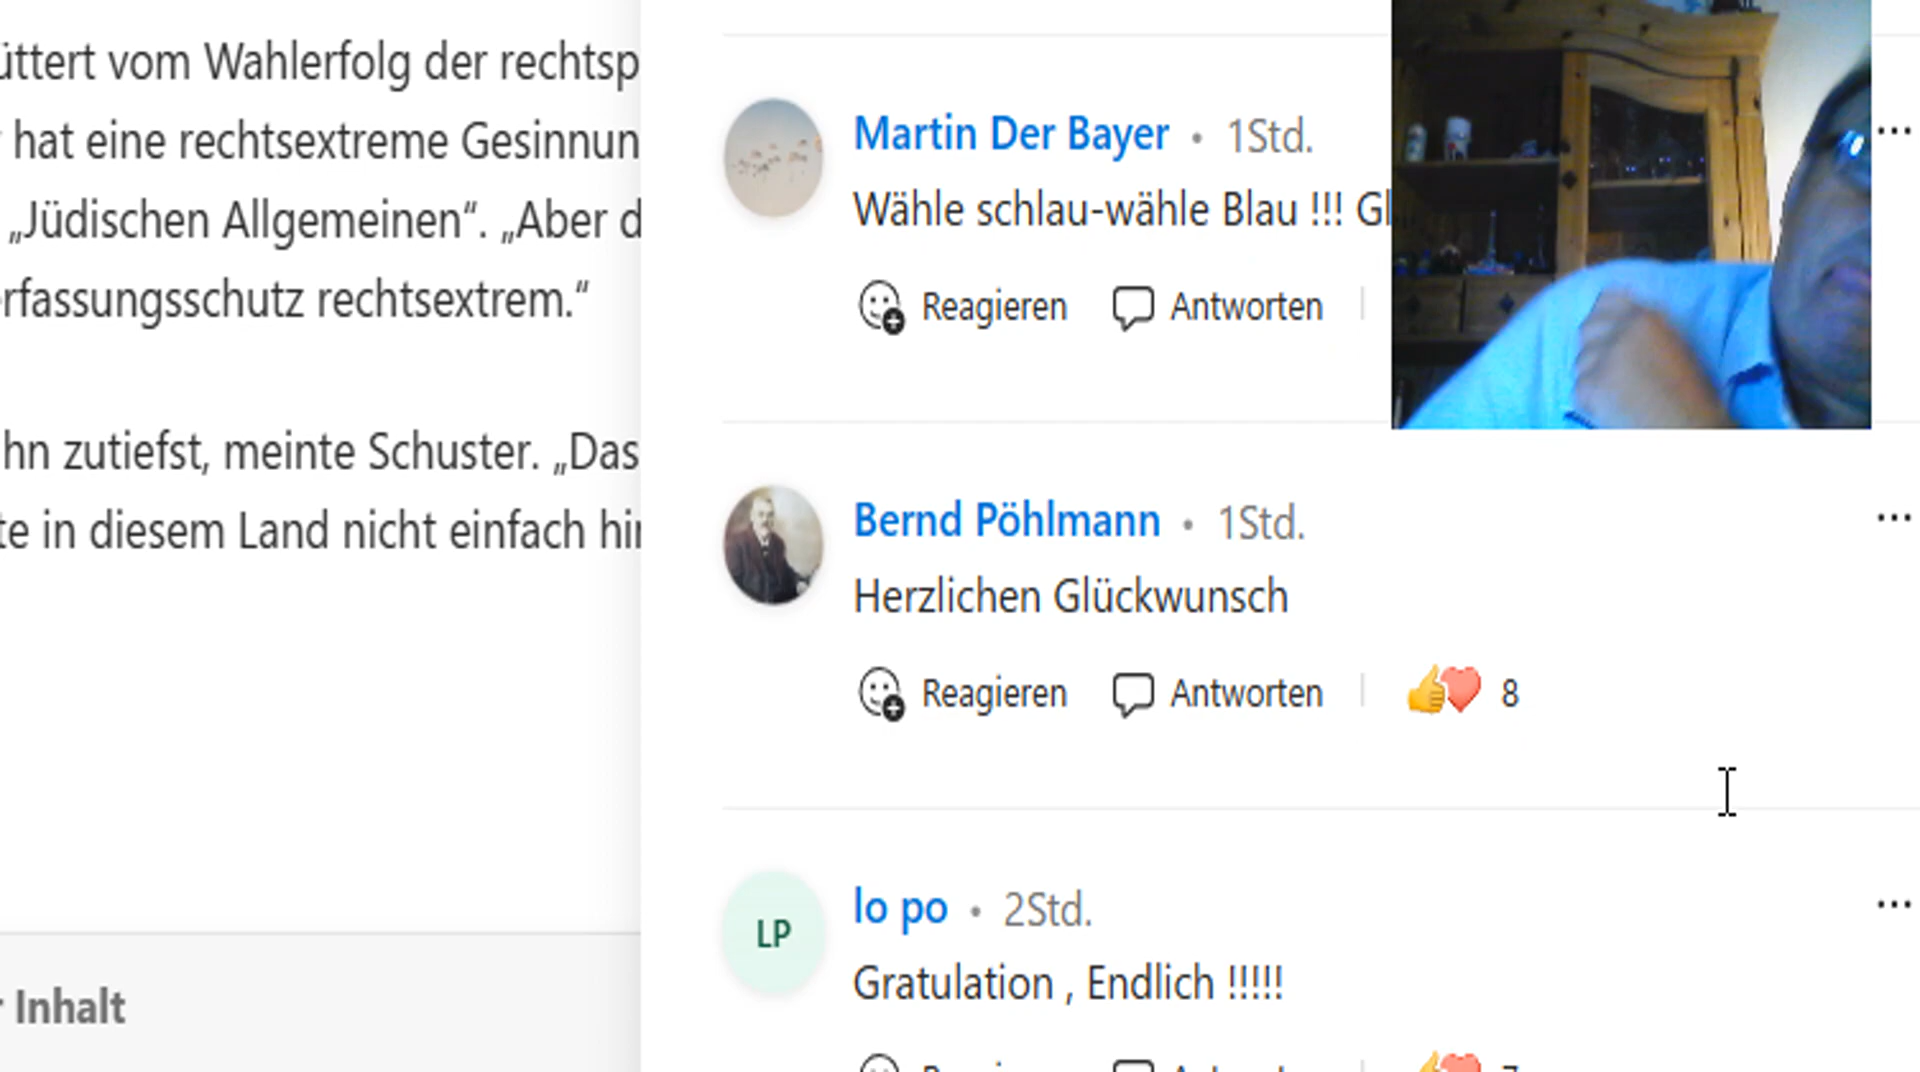 üttert vom Wahlerfolg der rechtsp
hat eine rechtsextreme Gesinnun
„Jüdischen Allgemeinen“. „Aber d
rfassungsschutz rechtsextrem.“
hn zutiefst, meinte Schuster. „Das
te in diesem Land nicht einfach hin
r Inhalt
Martin Der Bayer • 1Std.
Wähle schlau-wähle Blau !!! Gl
Reagieren Antworten
Bernd Pöhlmann • 1Std.
Herzlichen Glückwunsch
Reagieren Antworten 8
LP
lo po • 2Std.
Gratulation , Endlich !!!!!